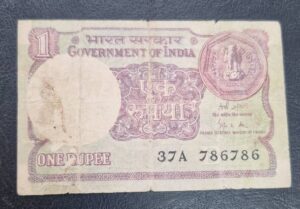 भारत सरकार
1 GOVERNMENT OF INDIA
एक
रुपया
ONE RUPEE
37A 786786